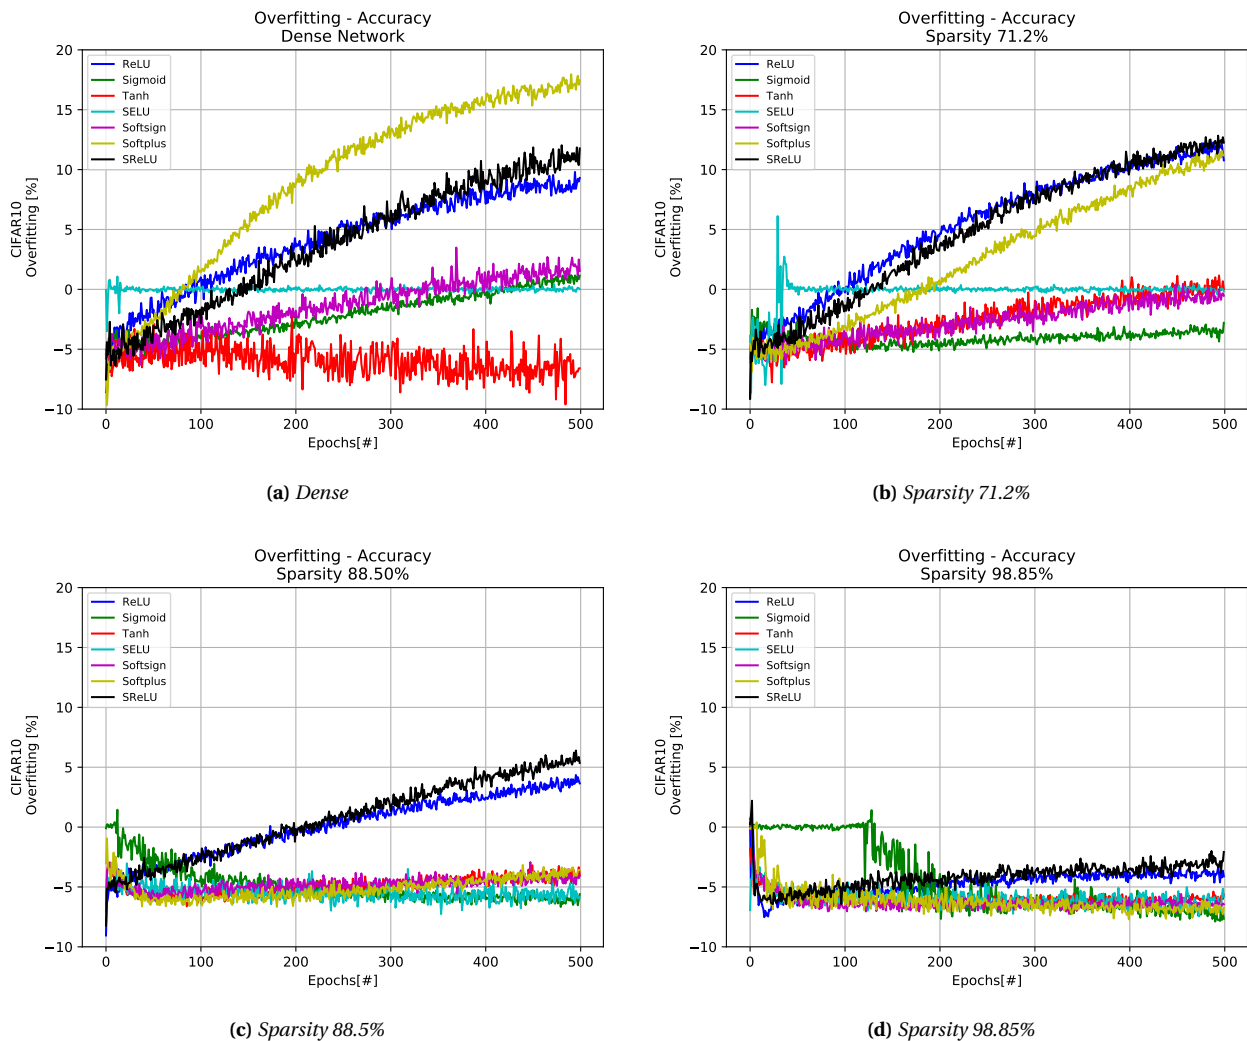 Overfitting - Accuracy
Dense Network
20
15
10
5
0
−5
−10
CIFAR10
Overfitting [%]
ReLU
Sigmoid
Tanh
SELU
Softsign
Softplus
SReLU
0 100 200 300 400 500
Epochs[#]
(a) Dense
Overfitting - Accuracy
Sparsity 71.2%
20
15
10
5
0
−5
−10
CIFAR10
Overfitting [%]
ReLU
Sigmoid
Tanh
SELU
Softsign
Softplus
SReLU
0 100 200 300 400 500
Epochs[#]
(b) Sparsity 71.2%
Overfitting - Accuracy
Sparsity 88.50%
20
15
10
5
0
−5
−10
CIFAR10
Overfitting [%]
ReLU
Sigmoid
Tanh
SELU
Softsign
Softplus
SReLU
0 100 200 300 400 500
Epochs[#]
(c) Sparsity 88.5%
Overfitting - Accuracy
Sparsity 98.85%
20
15
10
5
0
−5
−10
CIFAR10
Overfitting [%]
ReLU
Sigmoid
Tanh
SELU
Softsign
Softplus
SReLU
0 100 200 300 400 500
Epochs[#]
(d) Sparsity 98.85%